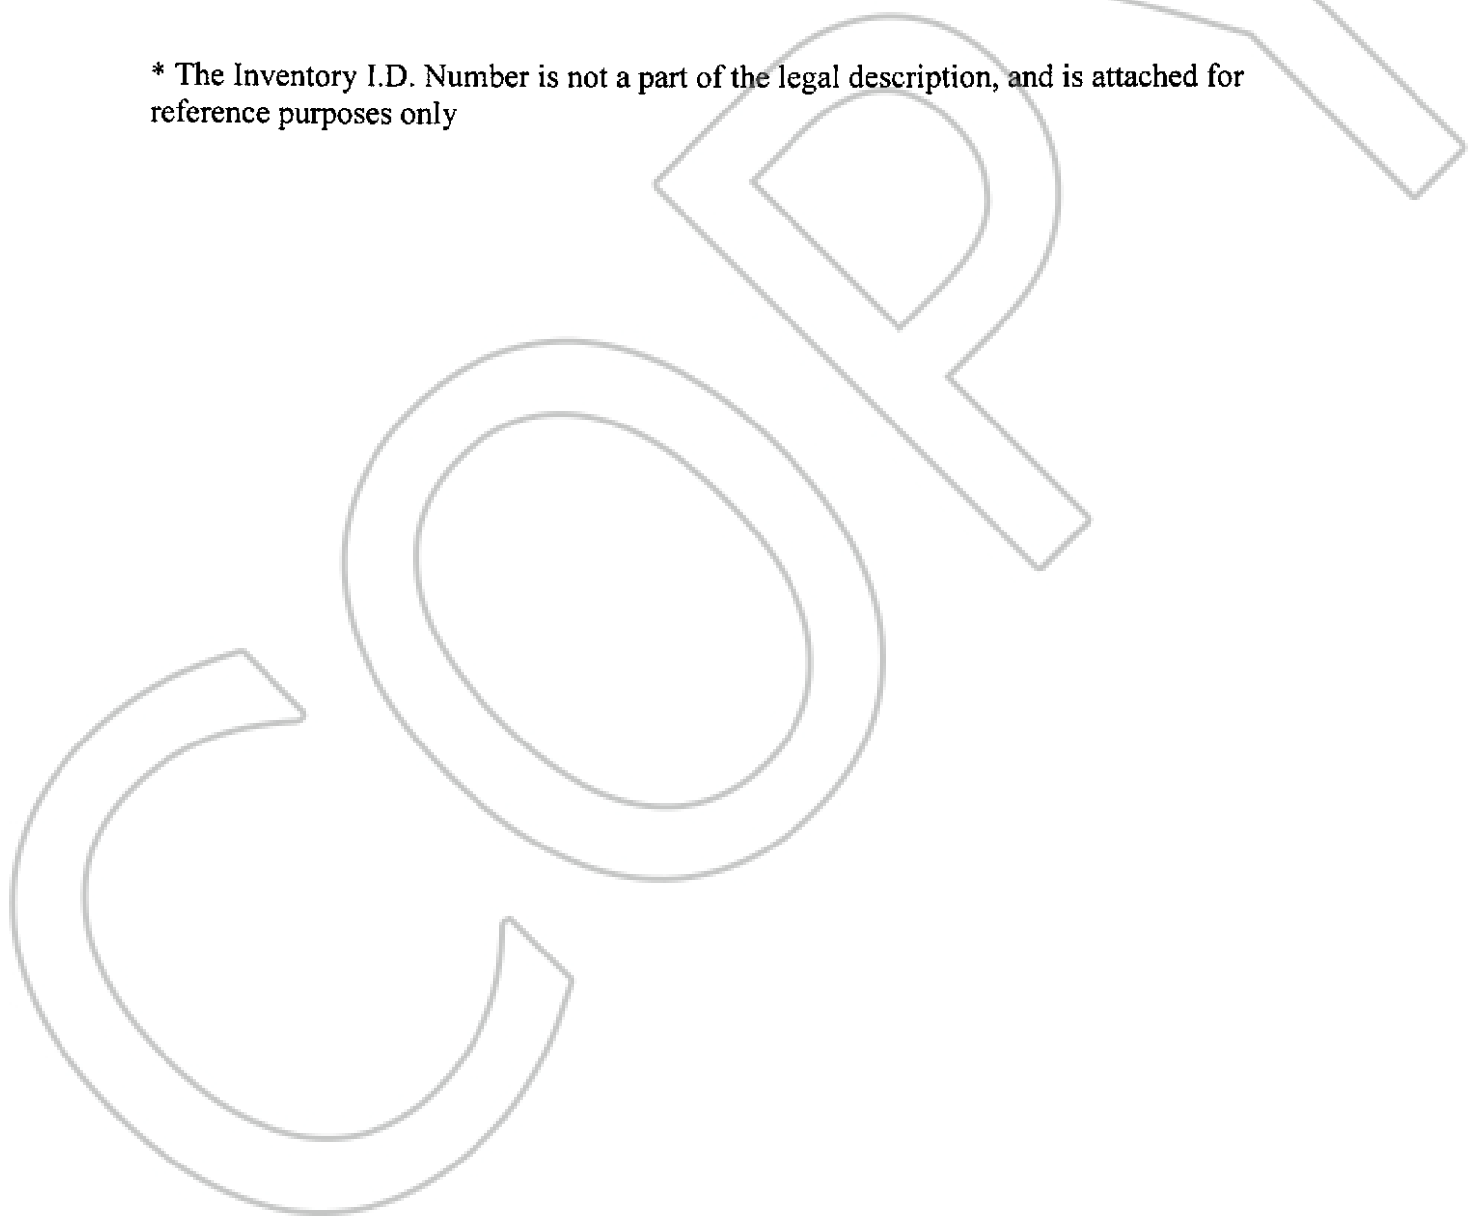 * The Inventory I.D. Number is not a part of the legal description, and is attached for
reference purposes only
COPY